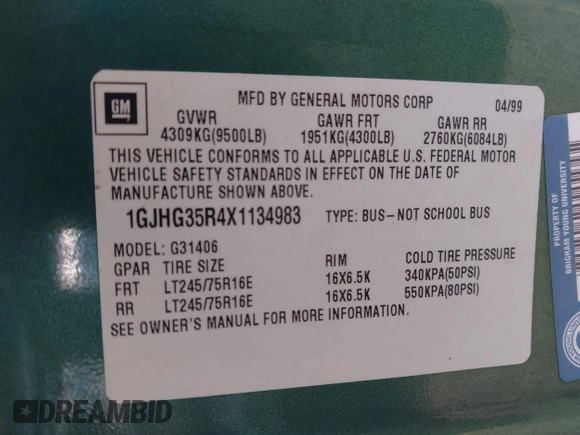 GM
MFD BY GENERAL MOTORS CORP 04/99
GVWR GAWR FRT GAWR RR
4309KG(9500LB) 1951KG(4300LB) 2760KG(6084LB)
THIS VEHICLE CONFORMS TO ALL APPLICABLE U.S. FEDERAL MOTOR
VEHICLE SAFETY STANDARDS IN EFFECT ON THE DATE OF
MANUFACTURE SHOWN ABOVE.
1GJHG35R4X1134983 TYPE: BUS-NOT SCHOOL BUS
MODEL: G31406
GPAR TIRE SIZE RIM COLD TIRE PRESSURE
FRT LT245/75R16E 16X6.5K 340KPA(50PSI)
RR LT245/75R16E 16X6.5K 550KPA(80PSI)
SEE OWNER'S MANUAL FOR MORE INFORMATION.
PROPERTY OF
BRIGHAM YOUNG UNIVERSITY
DREAMBID